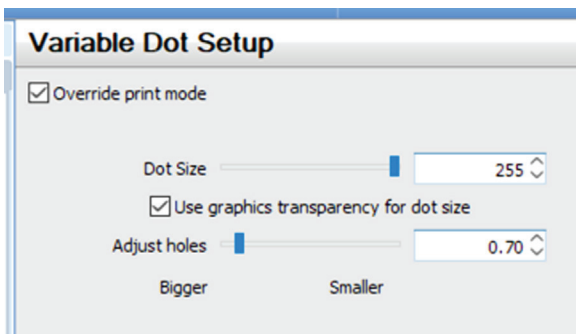 Variable Dot Setup
Override print mode
Dot Size 255
Use graphics transparency for dot size
Adjust holes 0.70
Bigger Smaller